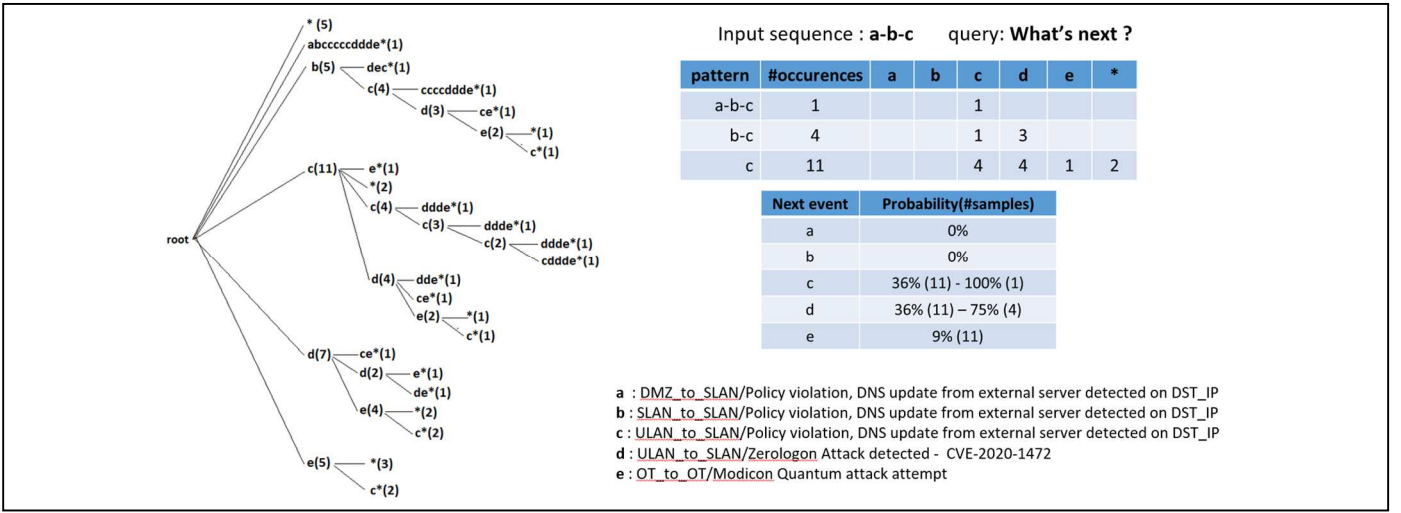 * (5)
abcccccddde*(1)
b(5)
dec*(1)
c(4)
ccccddde*(1)
d(3)
ce*(1)
e(2)
*(1)
c*(1)
c(11)
e*(1)
*(2)
c(4)
ddde*(1)
c(3)
ddde*(1)
c(2)
ddde*(1)
cddde*(1)
root
d(4)
dde*(1)
ce*(1)
e(2)
*(1)
c*(1)
d(7)
ce*(1)
d(2)
e*(1)
de*(1)
e(4)
*(2)
c*(2)
e(5)
*(3)
c*(2)
Input sequence : a-b-c query: What's next ?
pattern #occurences a b c d e *
a-b-c 1 1
b-c 4 1 3
c 11 4 4 1 2
Next event Probability(#samples)
a 0%
b 0%
c 36% (11) - 100% (1)
d 36% (11) – 75% (4)
e 9% (11)
a : DMZ_to_SLAN/Policy violation, DNS update from external server detected on DST_IP
b : SLAN_to_SLAN/Policy violation, DNS update from external server detected on DST_IP
c : ULAN_to_SLAN/Policy violation, DNS update from external server detected on DST_IP
d : ULAN_to_SLAN/Zerologon Attack detected - CVE-2020-1472
e : OT_to_OT/Modicon Quantum attack attempt